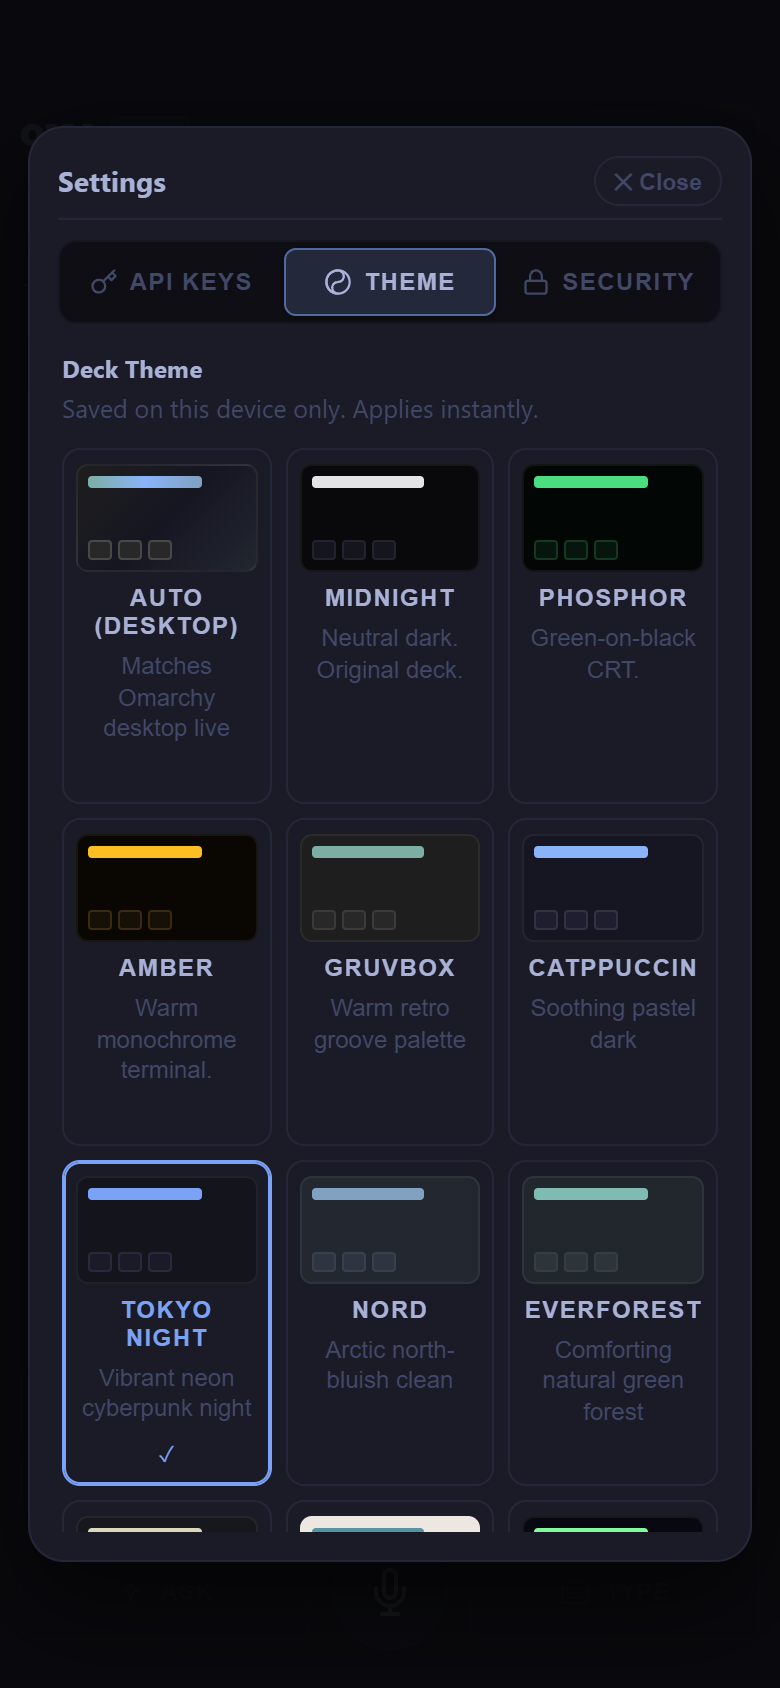 Settings
Close
API KEYS
THEME
SECURITY
Deck Theme
Saved on this device only. Applies instantly.
AUTO
(DESKTOP)
Matches
Omarchy
desktop live
MIDNIGHT
Neutral dark.
Original deck.
PHOSPHOR
Green-on-black
CRT.
AMBER
Warm
monochrome
terminal.
GRUVBOX
Warm retro
groove palette
CATPPUCCIN
Soothing pastel
dark
TOKYO
NIGHT
Vibrant neon
cyberpunk night
✓
NORD
Arctic north-
bluish clean
EVERFOREST
Comforting
natural green
forest